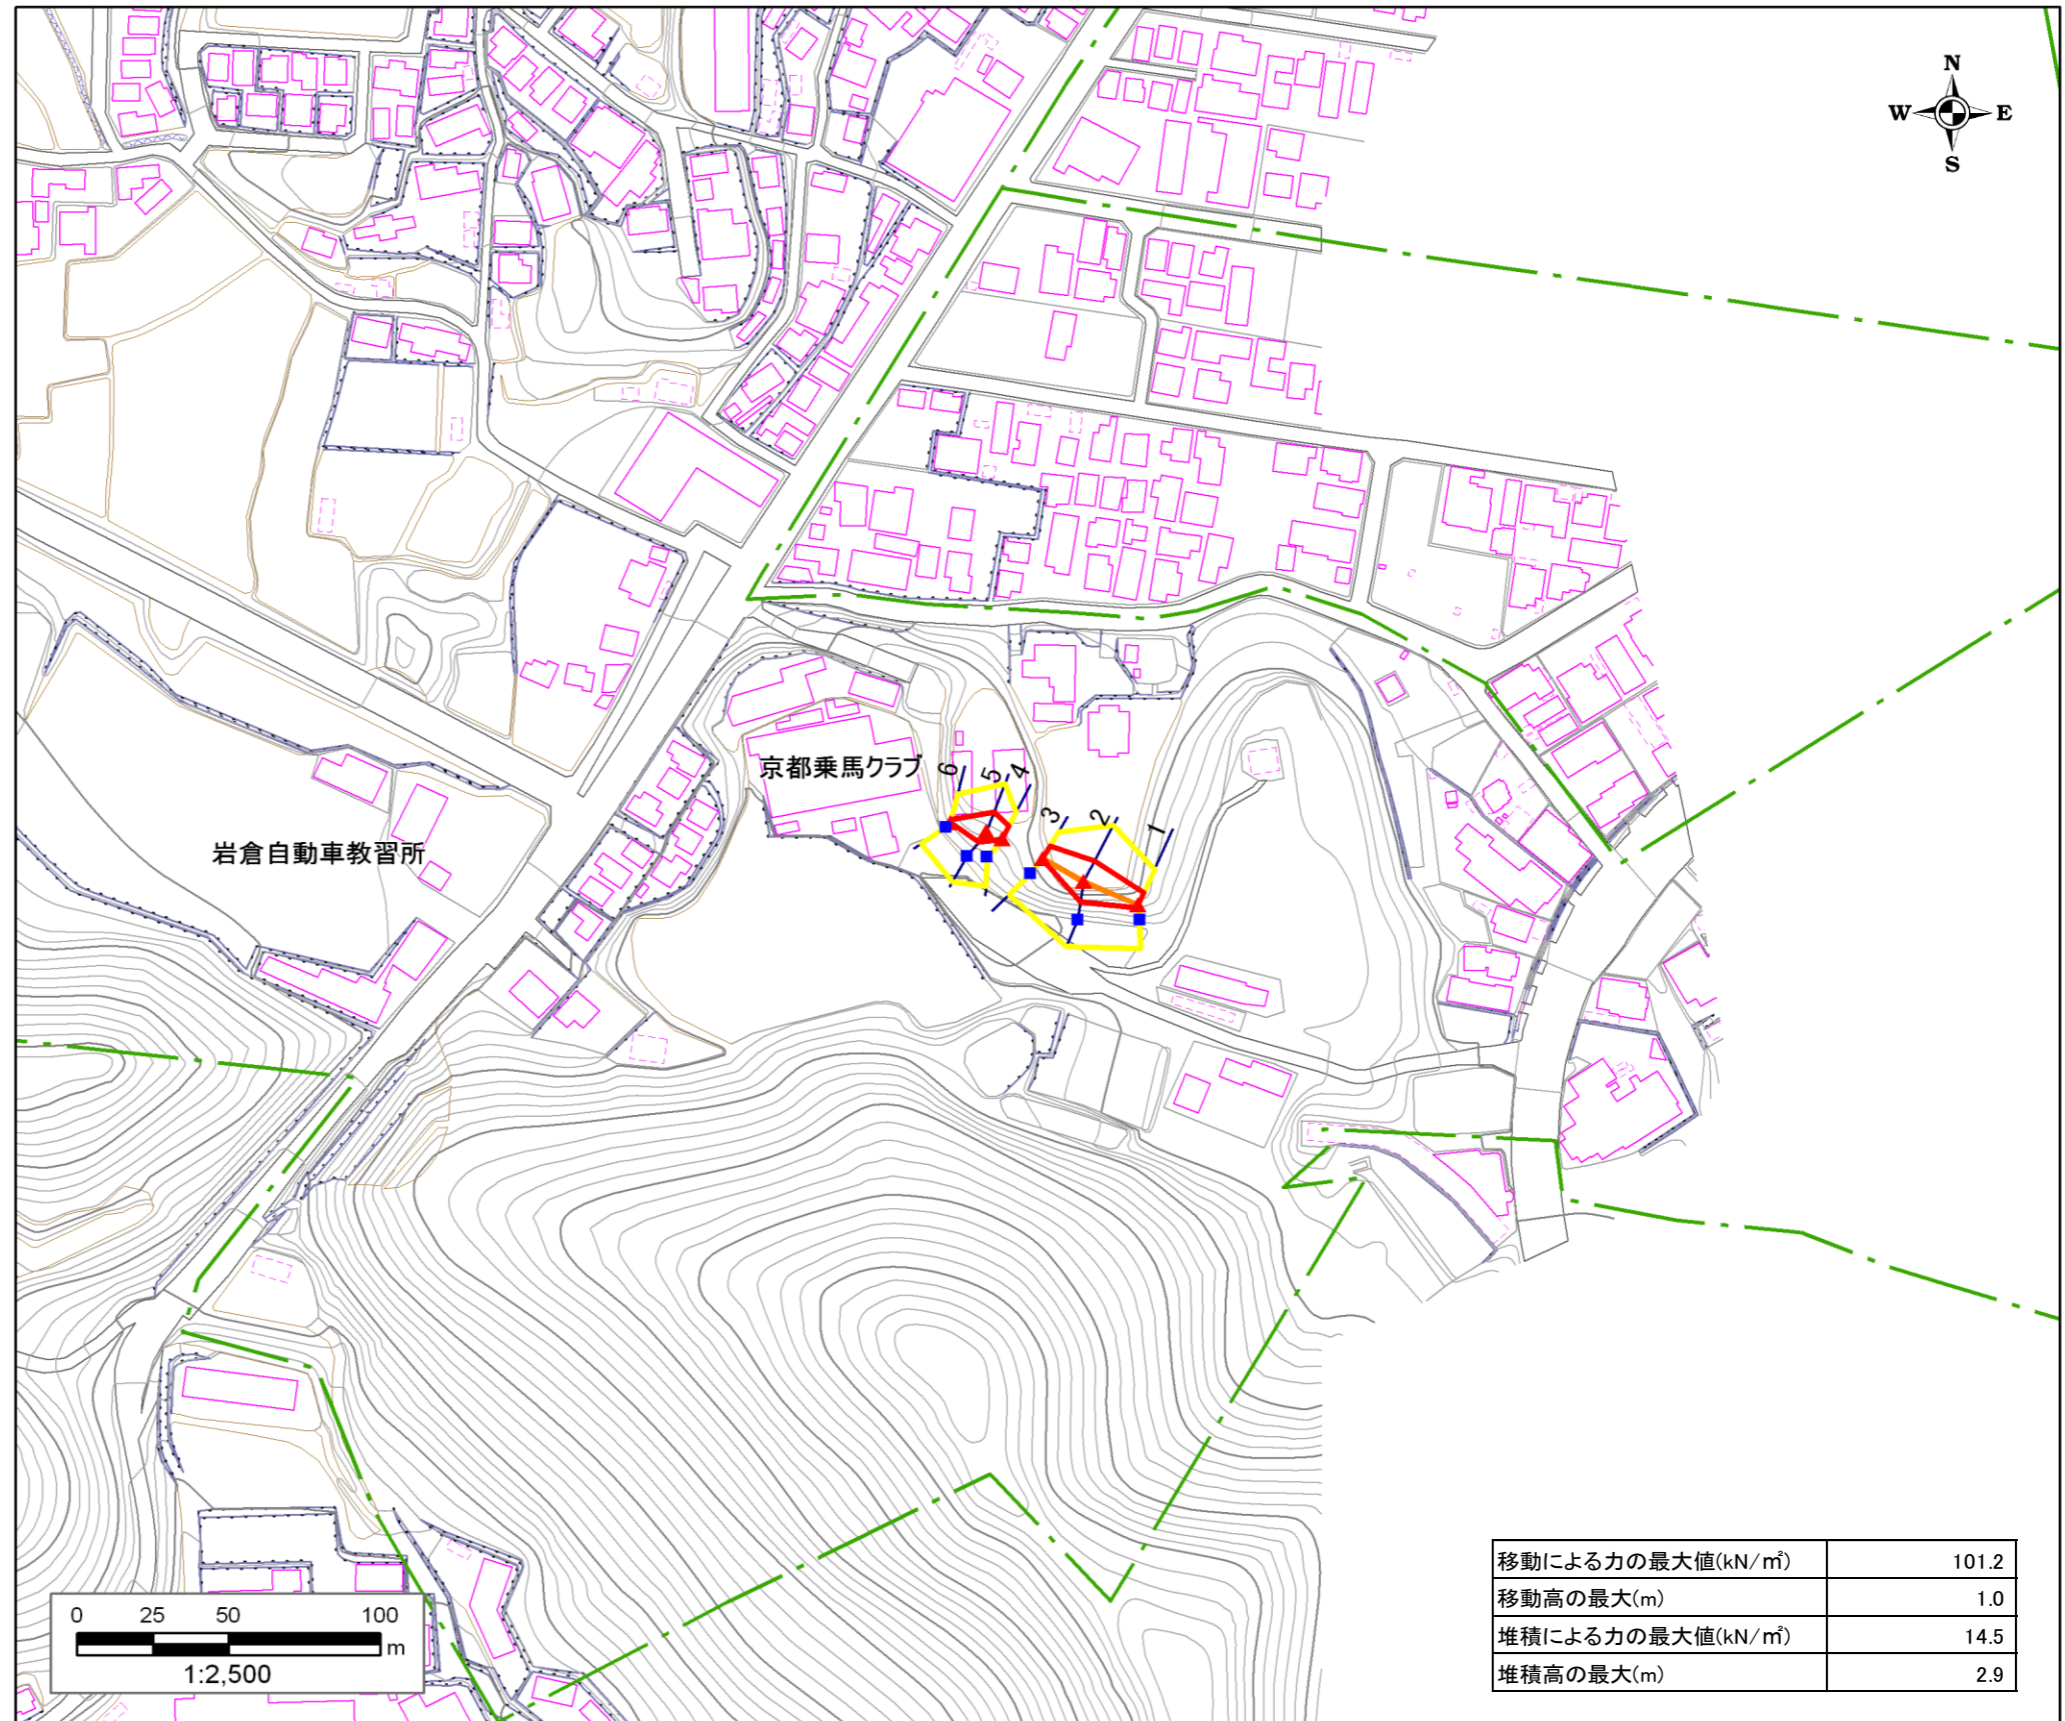 N
W E
S
京都乗馬クラブ
6 5 4
3 2 1
岩倉自動車教習所
移動による力の最大値(kN/㎡) 101.2
移動高の最大(m) 1.0
堆積による力の最大値(kN/㎡) 14.5
堆積高の最大(m) 2.9
0 25 50 100
m
1:2,500